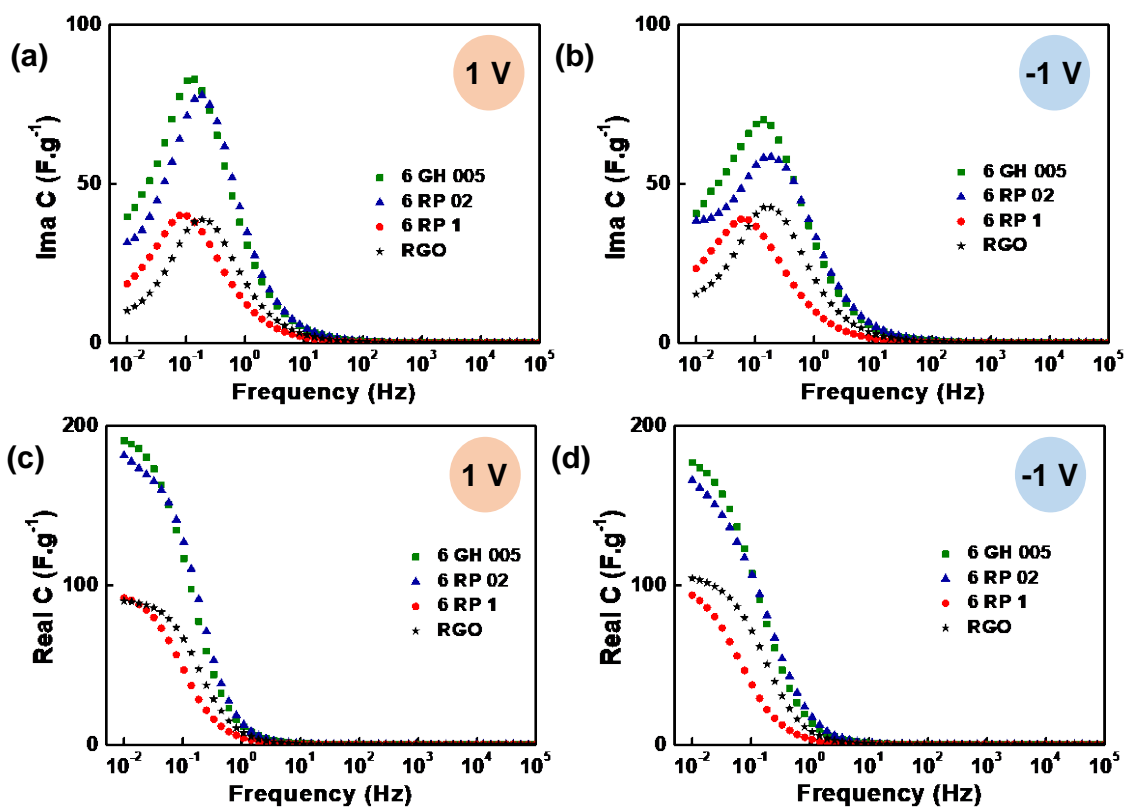 (a)
1 V
100
50
0
Ima C (F.g⁻¹)
6 GH 005
6 RP 02
6 RP 1
RGO
10⁻² 10⁻¹ 10⁰ 10¹ 10² 10³ 10⁴ 10⁵
Frequency (Hz)
(b)
-1 V
100
50
0
Ima C (F.g⁻¹)
6 GH 005
6 RP 02
6 RP 1
RGO
10⁻² 10⁻¹ 10⁰ 10¹ 10² 10³ 10⁴ 10⁵
Frequency (Hz)
(c)
1 V
200
100
0
Real C (F.g⁻¹)
6 GH 005
6 RP 02
6 RP 1
RGO
10⁻² 10⁻¹ 10⁰ 10¹ 10² 10³ 10⁴ 10⁵
Frequency (Hz)
(d)
-1 V
200
100
0
Real C (F.g⁻¹)
6 GH 005
6 RP 02
6 RP 1
RGO
10⁻² 10⁻¹ 10⁰ 10¹ 10² 10³ 10⁴ 10⁵
Frequency (Hz)